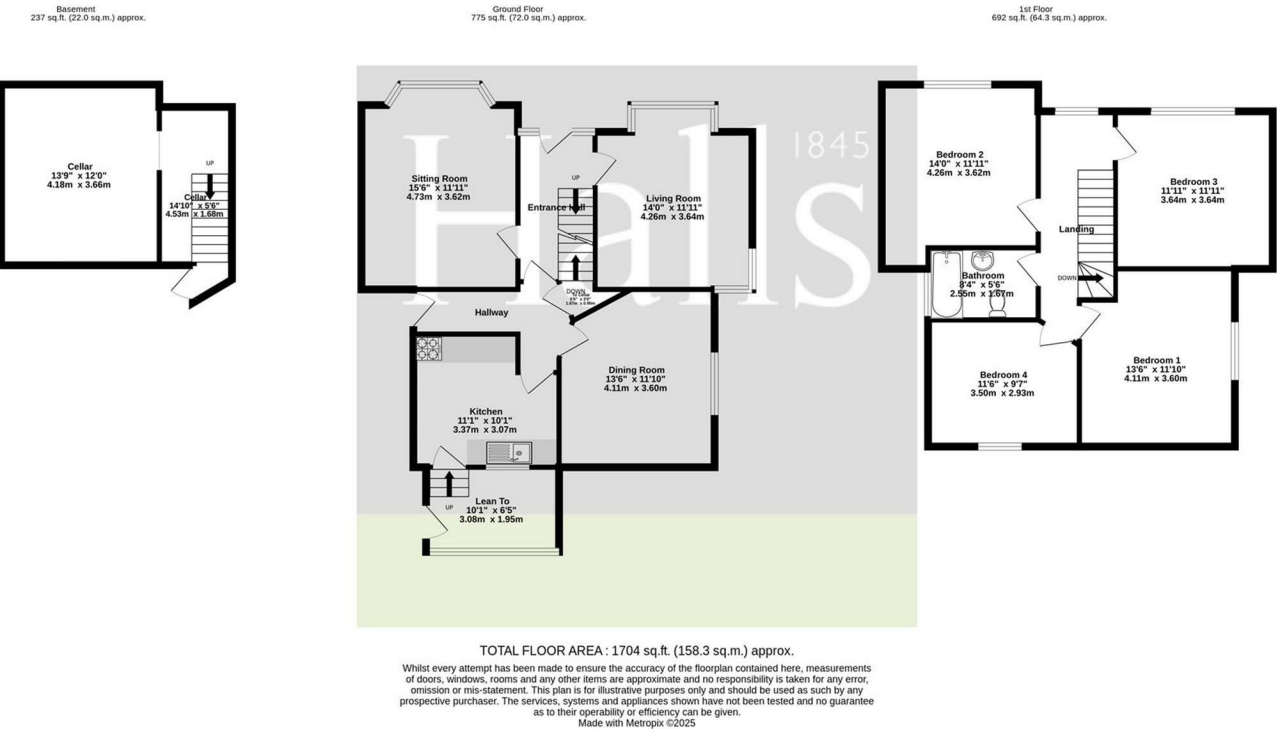 Basement
237 sq.ft. (22.0 sq.m.) approx.
Ground Floor
775 sq.ft. (72.0 sq.m.) approx.
1st Floor
692 sq.ft. (64.3 sq.m.) approx.
Cellar
13'9" x 12'0"
4.18m x 3.66m
UP
Cellar
14'10" x 5'6"
4.53m x 1.68m
Halls
1845
Sitting Room
15'6" x 11'11"
4.73m x 3.62m
UP
Entrance Hall
Living Room
14'0" x 11'11"
4.26m x 3.64m
DOWN
Hallway
Dining Room
13'6" x 11'10"
4.11m x 3.60m
Kitchen
11'1" x 10'1"
3.37m x 3.07m
UP
Lean To
10'1" x 6'5"
3.08m x 1.95m
Bedroom 2
14'0" x 11'11"
4.26m x 3.62m
Bedroom 3
11'11" x 11'11"
3.64m x 3.64m
Landing
DOWN
Bathroom
8'4" x 5'6"
2.55m x 1.67m
Bedroom 1
13'6" x 11'10"
4.11m x 3.60m
Bedroom 4
11'6" x 9'7"
3.50m x 2.93m
TOTAL FLOOR AREA : 1704 sq.ft. (158.3 sq.m.) approx.
Whilst every attempt has been made to ensure the accuracy of the floorplan contained here, measurements
of doors, windows, rooms and any other items are approximate and no responsibility is taken for any error,
omission or mis-statement. This plan is for illustrative purposes only and should be used as such by any
prospective purchaser. The services, systems and appliances shown have not been tested and no guarantee
as to their operability or efficiency can be given.
Made with Metropix ©2025